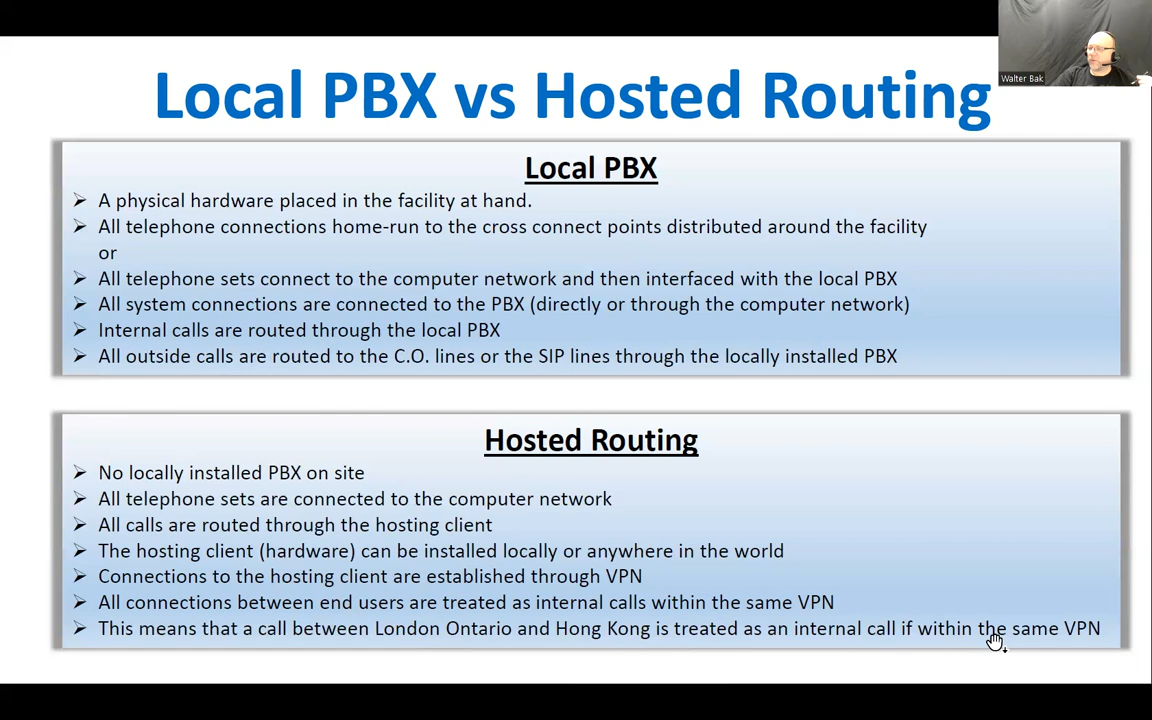 Walter Bak
Local PBX vs Hosted Routing
Local PBX
➢ A physical hardware placed in the facility at hand.
➢ All telephone connections home-run to the cross connect points distributed around the facility
or
➢ All telephone sets connect to the computer network and then interfaced with the local PBX
➢ All system connections are connected to the PBX (directly or through the computer network)
➢ Internal calls are routed through the local PBX
➢ All outside calls are routed to the C.O. lines or the SIP lines through the locally installed PBX
Hosted Routing
➢ No locally installed PBX on site
➢ All telephone sets are connected to the computer network
➢ All calls are routed through the hosting client
➢ The hosting client (hardware) can be installed locally or anywhere in the world
➢ Connections to the hosting client are established through VPN
➢ All connections between end users are treated as internal calls within the same VPN
➢ This means that a call between London Ontario and Hong Kong is treated as an internal call if within the same VPN